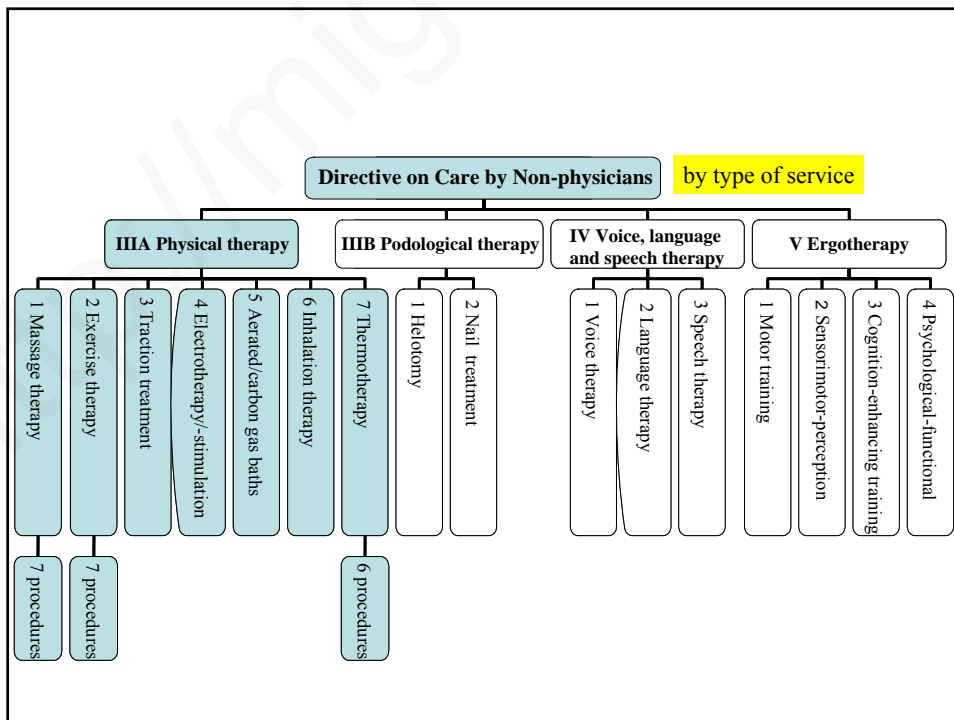 Directive on Care by Non-physicians
by type of service
IIIA Physical therapy
IIIB Podological therapy
IV Voice, language
and speech therapy
V Ergotherapy
1 Massage therapy
2 Exercise therapy
3 Traction treatment
4 Electrotherapy/-stimulation
5 Aerated/carbon gas baths
6 Inhalation therapy
7 Thermotherapy
1 Helotomy
2 Nail treatment
1 Voice therapy
2 Language therapy
3 Speech therapy
1 Motor training
2 Sensorimotor-perception
3 Cognition-enhancing training
4 Psychological-functional
7 procedures
7 procedures
6 procedures